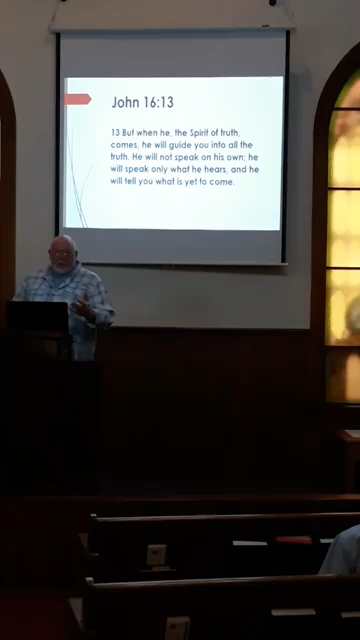 John 16:13
13 But when he, the Spirit of truth,
comes, he will guide you into all the
truth. He will not speak on his own; he
will speak only what he hears, and he
will tell you what is yet to come.